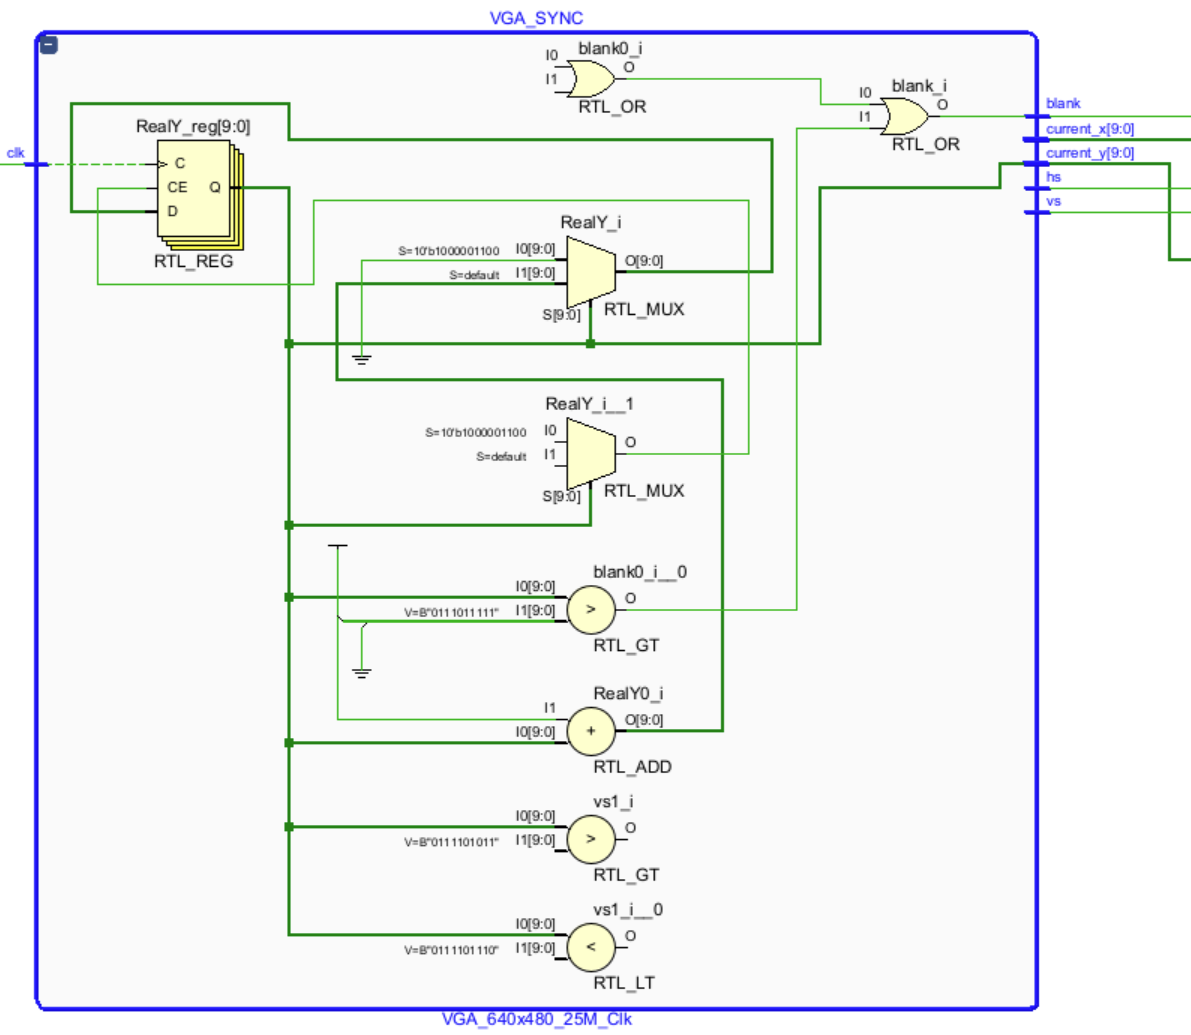 VGA_SYNC
blank0_i
I0
I1
O
RTL_OR
blank_i
I0
I1
O
RTL_OR
blank
current_x[9:0]
current_y[9:0]
hs
vs
clk
RealY_reg[9:0]
C
CE
Q
D
RTL_REG
RealY_i
S=10'b1000001100
I0[9:0]
S=default
I1[9:0]
O[9:0]
S[9:0]
RTL_MUX
RealY_i__1
S=10'b1000001100
I0
S=default
I1
O
S[9:0]
RTL_MUX
blank0_i__0
I0[9:0]
V=B"0111011111"
I1[9:0]
>
O
RTL_GT
RealY0_i
I1
I0[9:0]
+
O[9:0]
RTL_ADD
vs1_i
I0[9:0]
V=B"0111101011"
I1[9:0]
>
O
RTL_GT
vs1_i__0
I0[9:0]
V=B"0111101110"
I1[9:0]
<
O
RTL_LT
VGA_640x480_25M_Clk